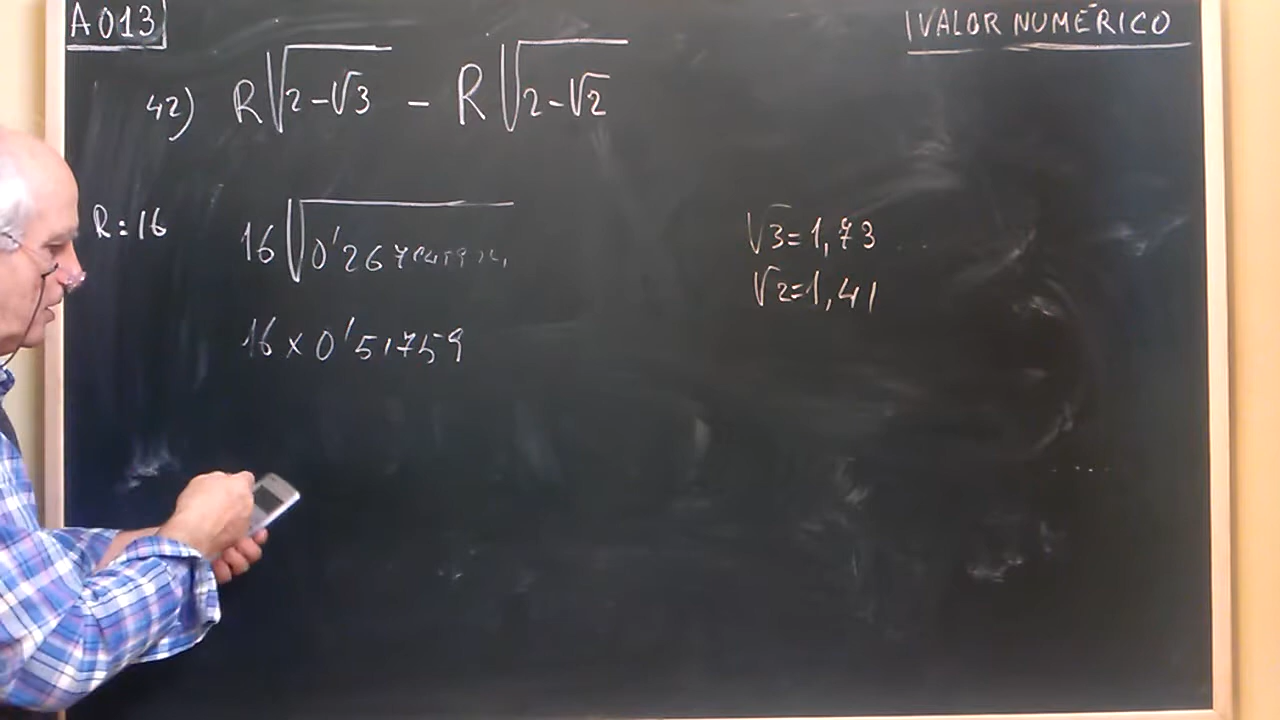 A013
VALOR NUMÉRICO
42) R√2-√3 - R√2-√2
R=16
16√0'267
√3=1,73 ...
√2=1,41
16×0'51759